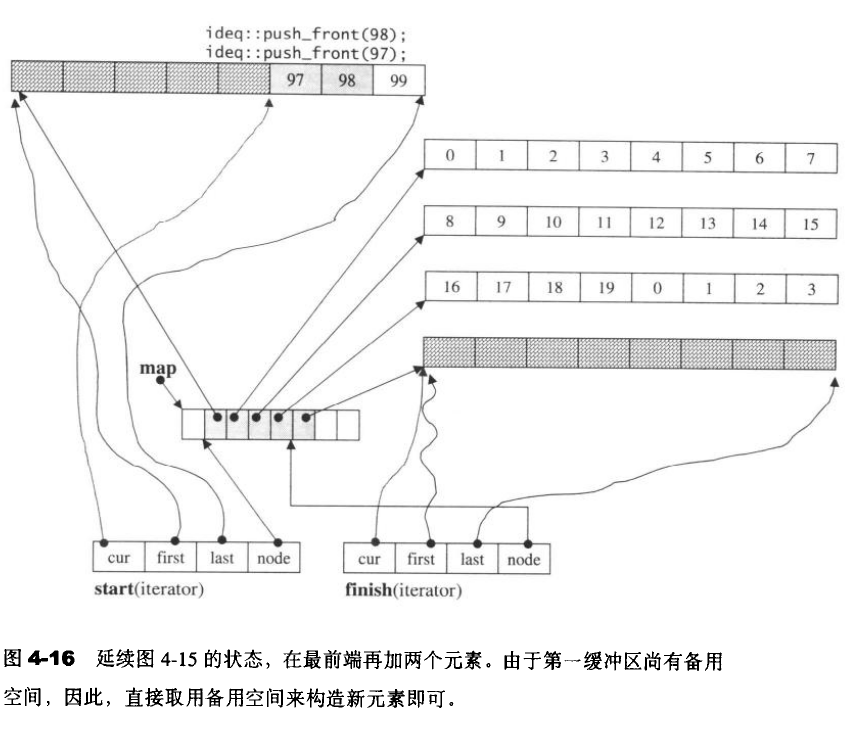 ideq::push_front(98);
ideq::push_front(97);
97 98 99
0 1 2 3 4 5 6 7
8 9 10 11 12 13 14 15
16 17 18 19 0 1 2 3
map
cur first last node
start(iterator)
cur first last node
finish(iterator)
图 4-16 延续图 4-15 的状态，在最前端再加两个元素。由于第一缓冲区尚有备用
空间，因此，直接取用备用空间来构造新元素即可。